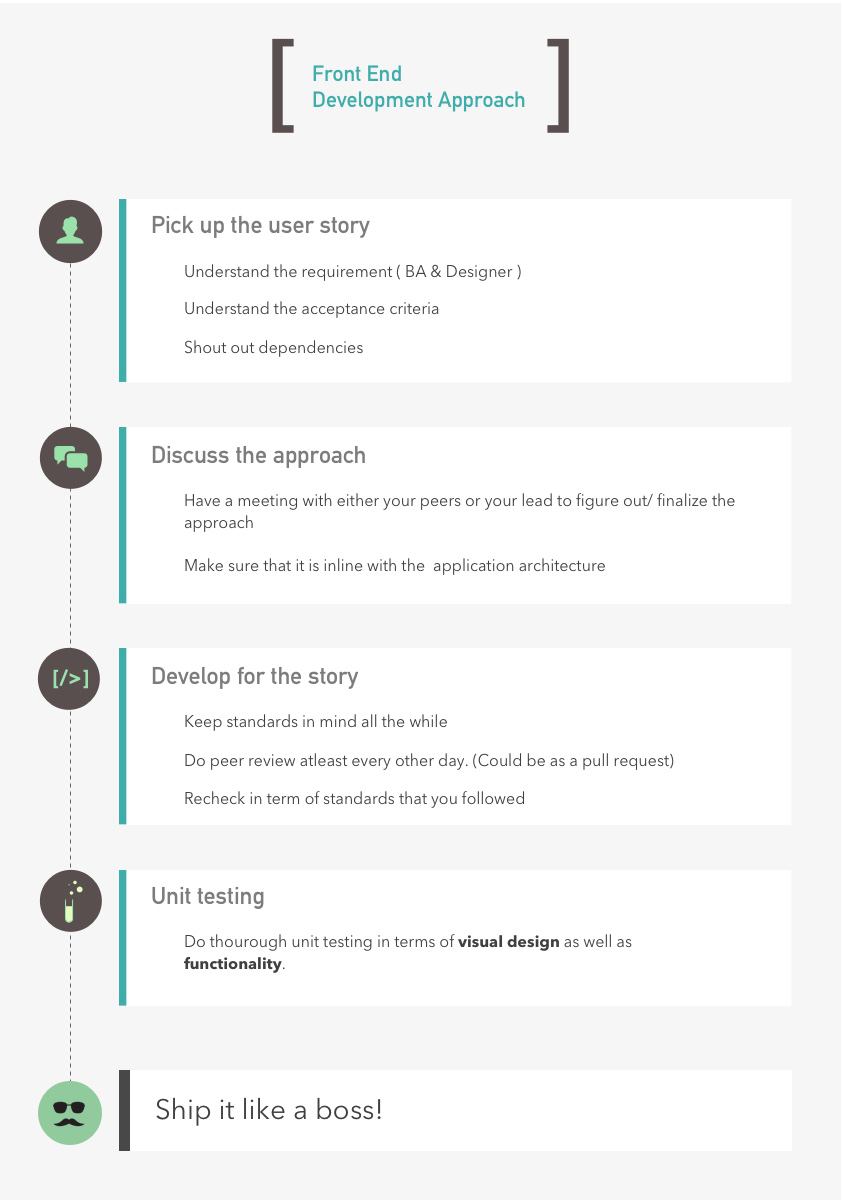 Front End
Development Approach
Pick up the user story
Understand the requirement ( BA & Designer )
Understand the acceptance criteria
Shout out dependencies
Discuss the approach
Have a meeting with either your peers or your lead to figure out/ finalize the
approach
Make sure that it is inline with the  application architecture
[/>]
Develop for the story
Keep standards in mind all the while
Do peer review atleast every other day. (Could be as a pull request)
Recheck in term of standards that you followed
Unit testing
Do thourough unit testing in terms of visual design as well as
functionality.
Ship it like a boss!